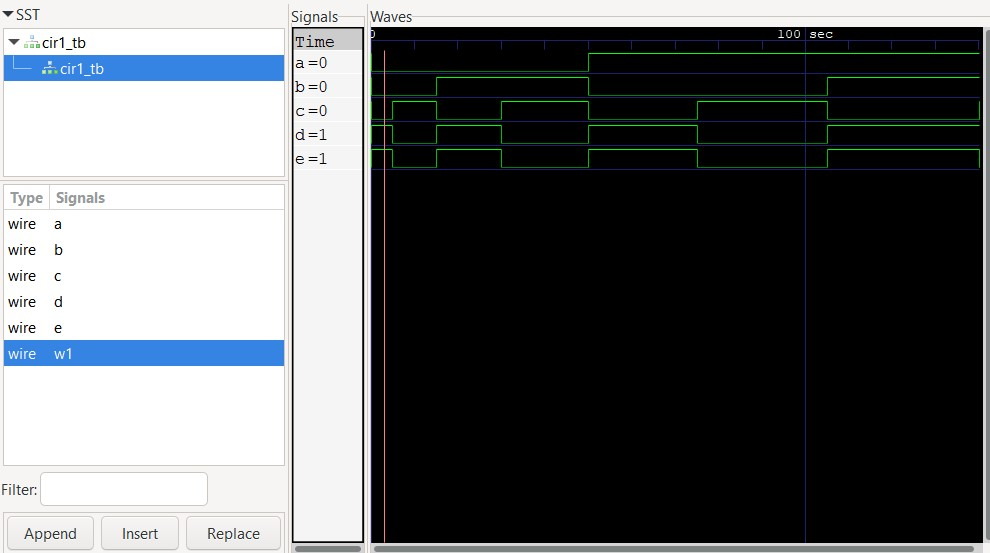 SST
cir1_tb
cir1_tb
Type Signals
wire a
wire b
wire c
wire d
wire e
wire w1
Filter:
Append Insert Replace
Signals
Time
a=0
b=0
c=0
d=1
e=1
Waves
0 100 sec